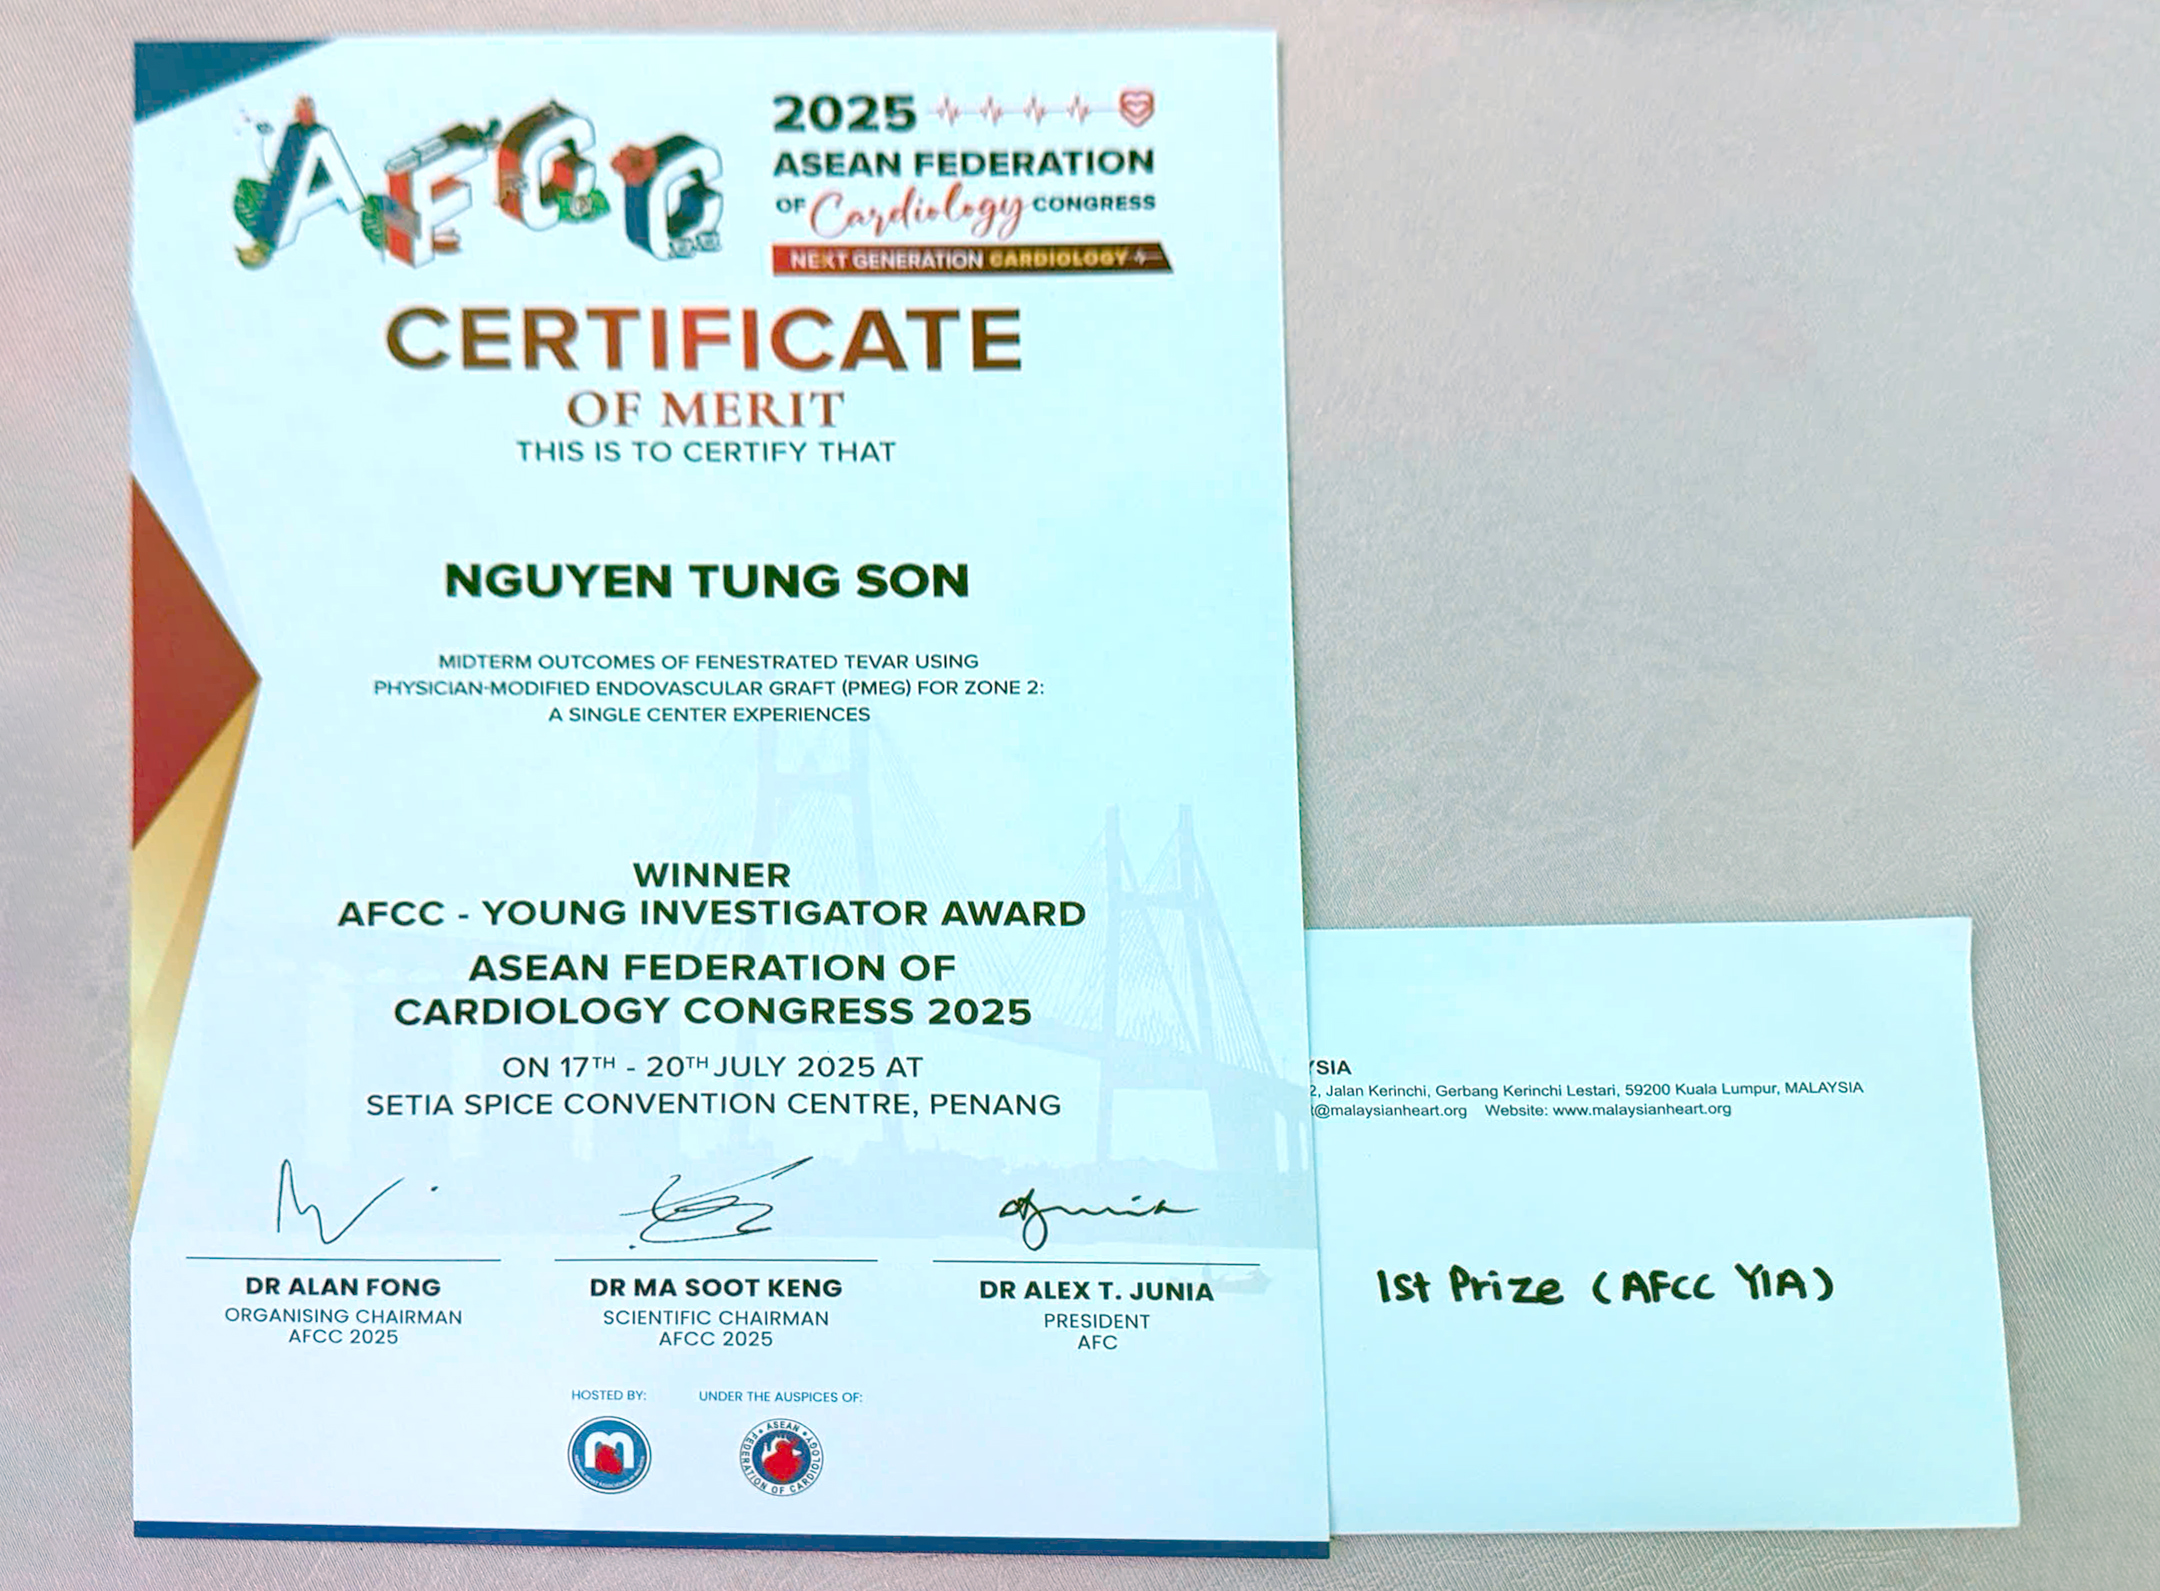 AFCC
2025
ASEAN FEDERATION
OF Cardiology CONGRESS
NEXT GENERATION CARDIOLOGY
CERTIFICATE
OF MERIT
THIS IS TO CERTIFY THAT
NGUYEN TUNG SON
MIDTERM OUTCOMES OF FENESTRATED TEVAR USING
PHYSICIAN-MODIFIED ENDOVASCULAR GRAFT (PMEG) FOR ZONE 2:
A SINGLE CENTER EXPERIENCES
WINNER
AFCC - YOUNG INVESTIGATOR AWARD
ASEAN FEDERATION OF
CARDIOLOGY CONGRESS 2025
ON 17TH - 20TH JULY 2025 AT
SETIA SPICE CONVENTION CENTRE, PENANG
DR ALAN FONG
ORGANISING CHAIRMAN
AFCC 2025
DR MA SOOT KENG
SCIENTIFIC CHAIRMAN
AFCC 2025
DR ALEX T. JUNIA
PRESIDENT
AFC
HOSTED BY:
UNDER THE AUSPICES OF:
ASEAN FEDERATION OF CARDIOLOGY
YSIA
2, Jalan Kerinchi, Gerbang Kerinchi Lestari, 59200 Kuala Lumpur, MALAYSIA
@malaysianheart.org Website: www.malaysianheart.org
1st Prize (AFCC YIA)